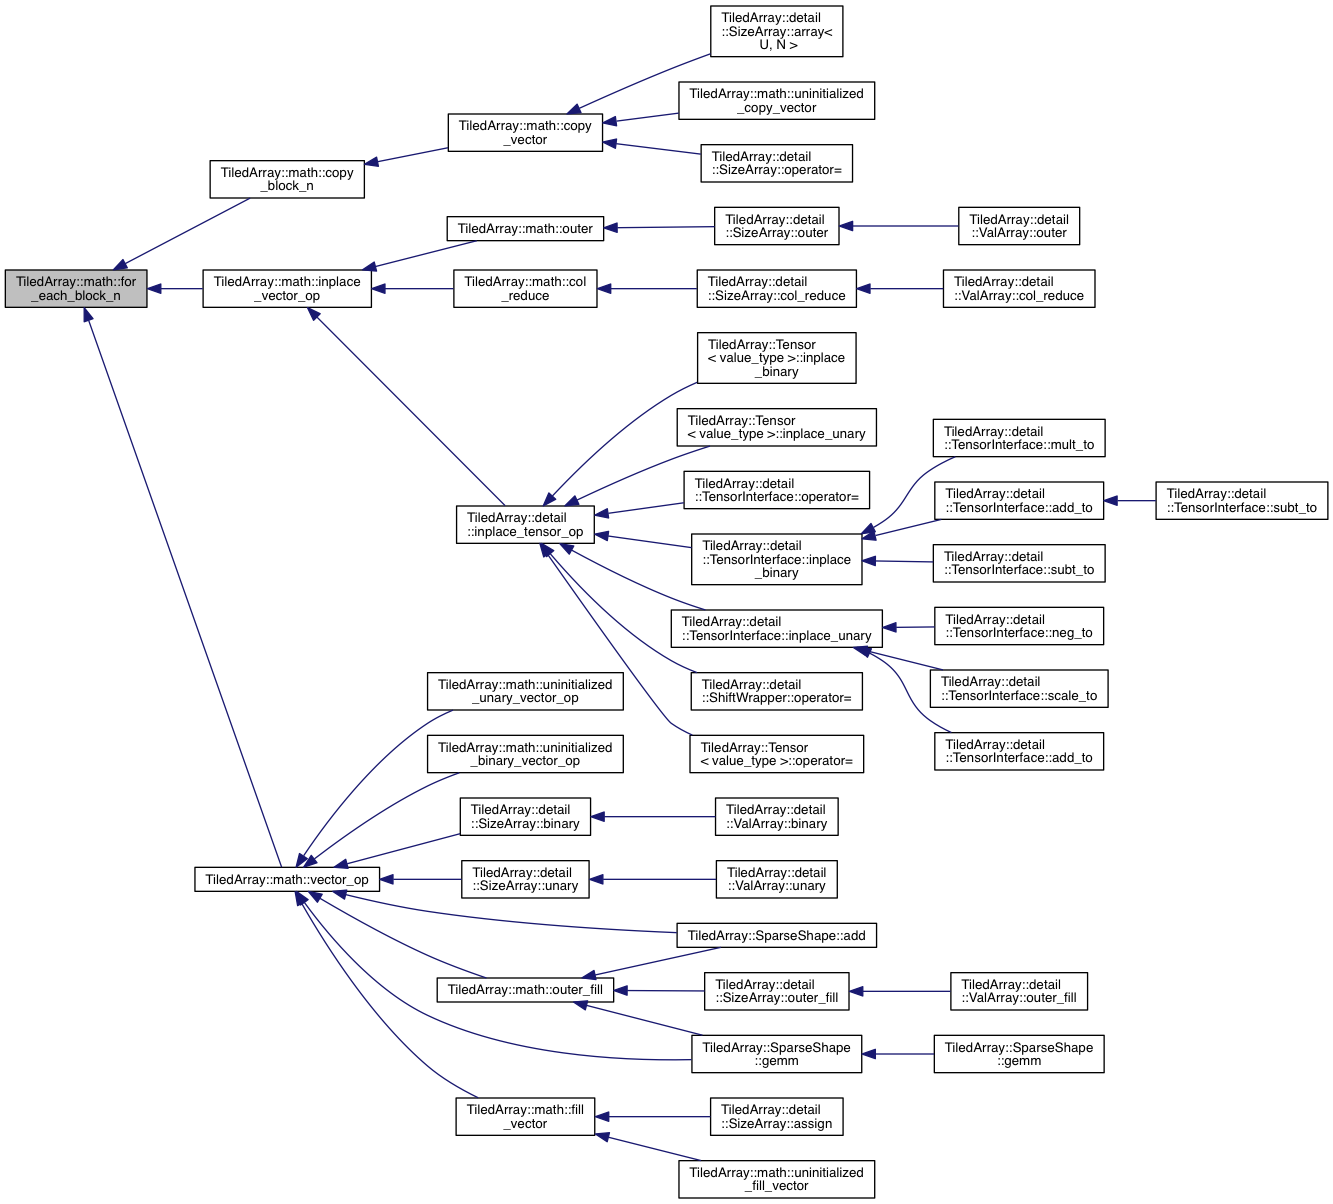 TiledArray::detail
::SizeArray::array<
U, N >
TiledArray::math::uninitialized
_copy_vector
TiledArray::math::copy
_vector
TiledArray::detail
::SizeArray::operator=
TiledArray::math::copy
_block_n
TiledArray::math::outer
TiledArray::detail
::SizeArray::outer
TiledArray::detail
::ValArray::outer
TiledArray::math::for
_each_block_n
TiledArray::math::inplace
_vector_op
TiledArray::math::col
_reduce
TiledArray::detail
::SizeArray::col_reduce
TiledArray::detail
::ValArray::col_reduce
TiledArray::Tensor
< value_type >::inplace
_binary
TiledArray::Tensor
< value_type >::inplace_unary
TiledArray::detail
::TensorInterface::mult_to
TiledArray::detail
::TensorInterface::operator=
TiledArray::detail
::TensorInterface::add_to
TiledArray::detail
::TensorInterface::subt_to
TiledArray::detail
::inplace_tensor_op
TiledArray::detail
::TensorInterface::inplace
_binary
TiledArray::detail
::TensorInterface::subt_to
TiledArray::detail
::TensorInterface::inplace_unary
TiledArray::detail
::TensorInterface::neg_to
TiledArray::detail
::TensorInterface::scale_to
TiledArray::detail
::ShiftWrapper::operator=
TiledArray::detail
::TensorInterface::add_to
TiledArray::Tensor
< value_type >::operator=
TiledArray::math::uninitialized
_unary_vector_op
TiledArray::math::uninitialized
_binary_vector_op
TiledArray::detail
::SizeArray::binary
TiledArray::detail
::ValArray::binary
TiledArray::math::vector_op
TiledArray::detail
::SizeArray::unary
TiledArray::detail
::ValArray::unary
TiledArray::SparseShape::add
TiledArray::math::outer_fill
TiledArray::detail
::SizeArray::outer_fill
TiledArray::detail
::ValArray::outer_fill
TiledArray::SparseShape
::gemm
TiledArray::SparseShape
::gemm
TiledArray::math::fill
_vector
TiledArray::detail
::SizeArray::assign
TiledArray::math::uninitialized
_fill_vector